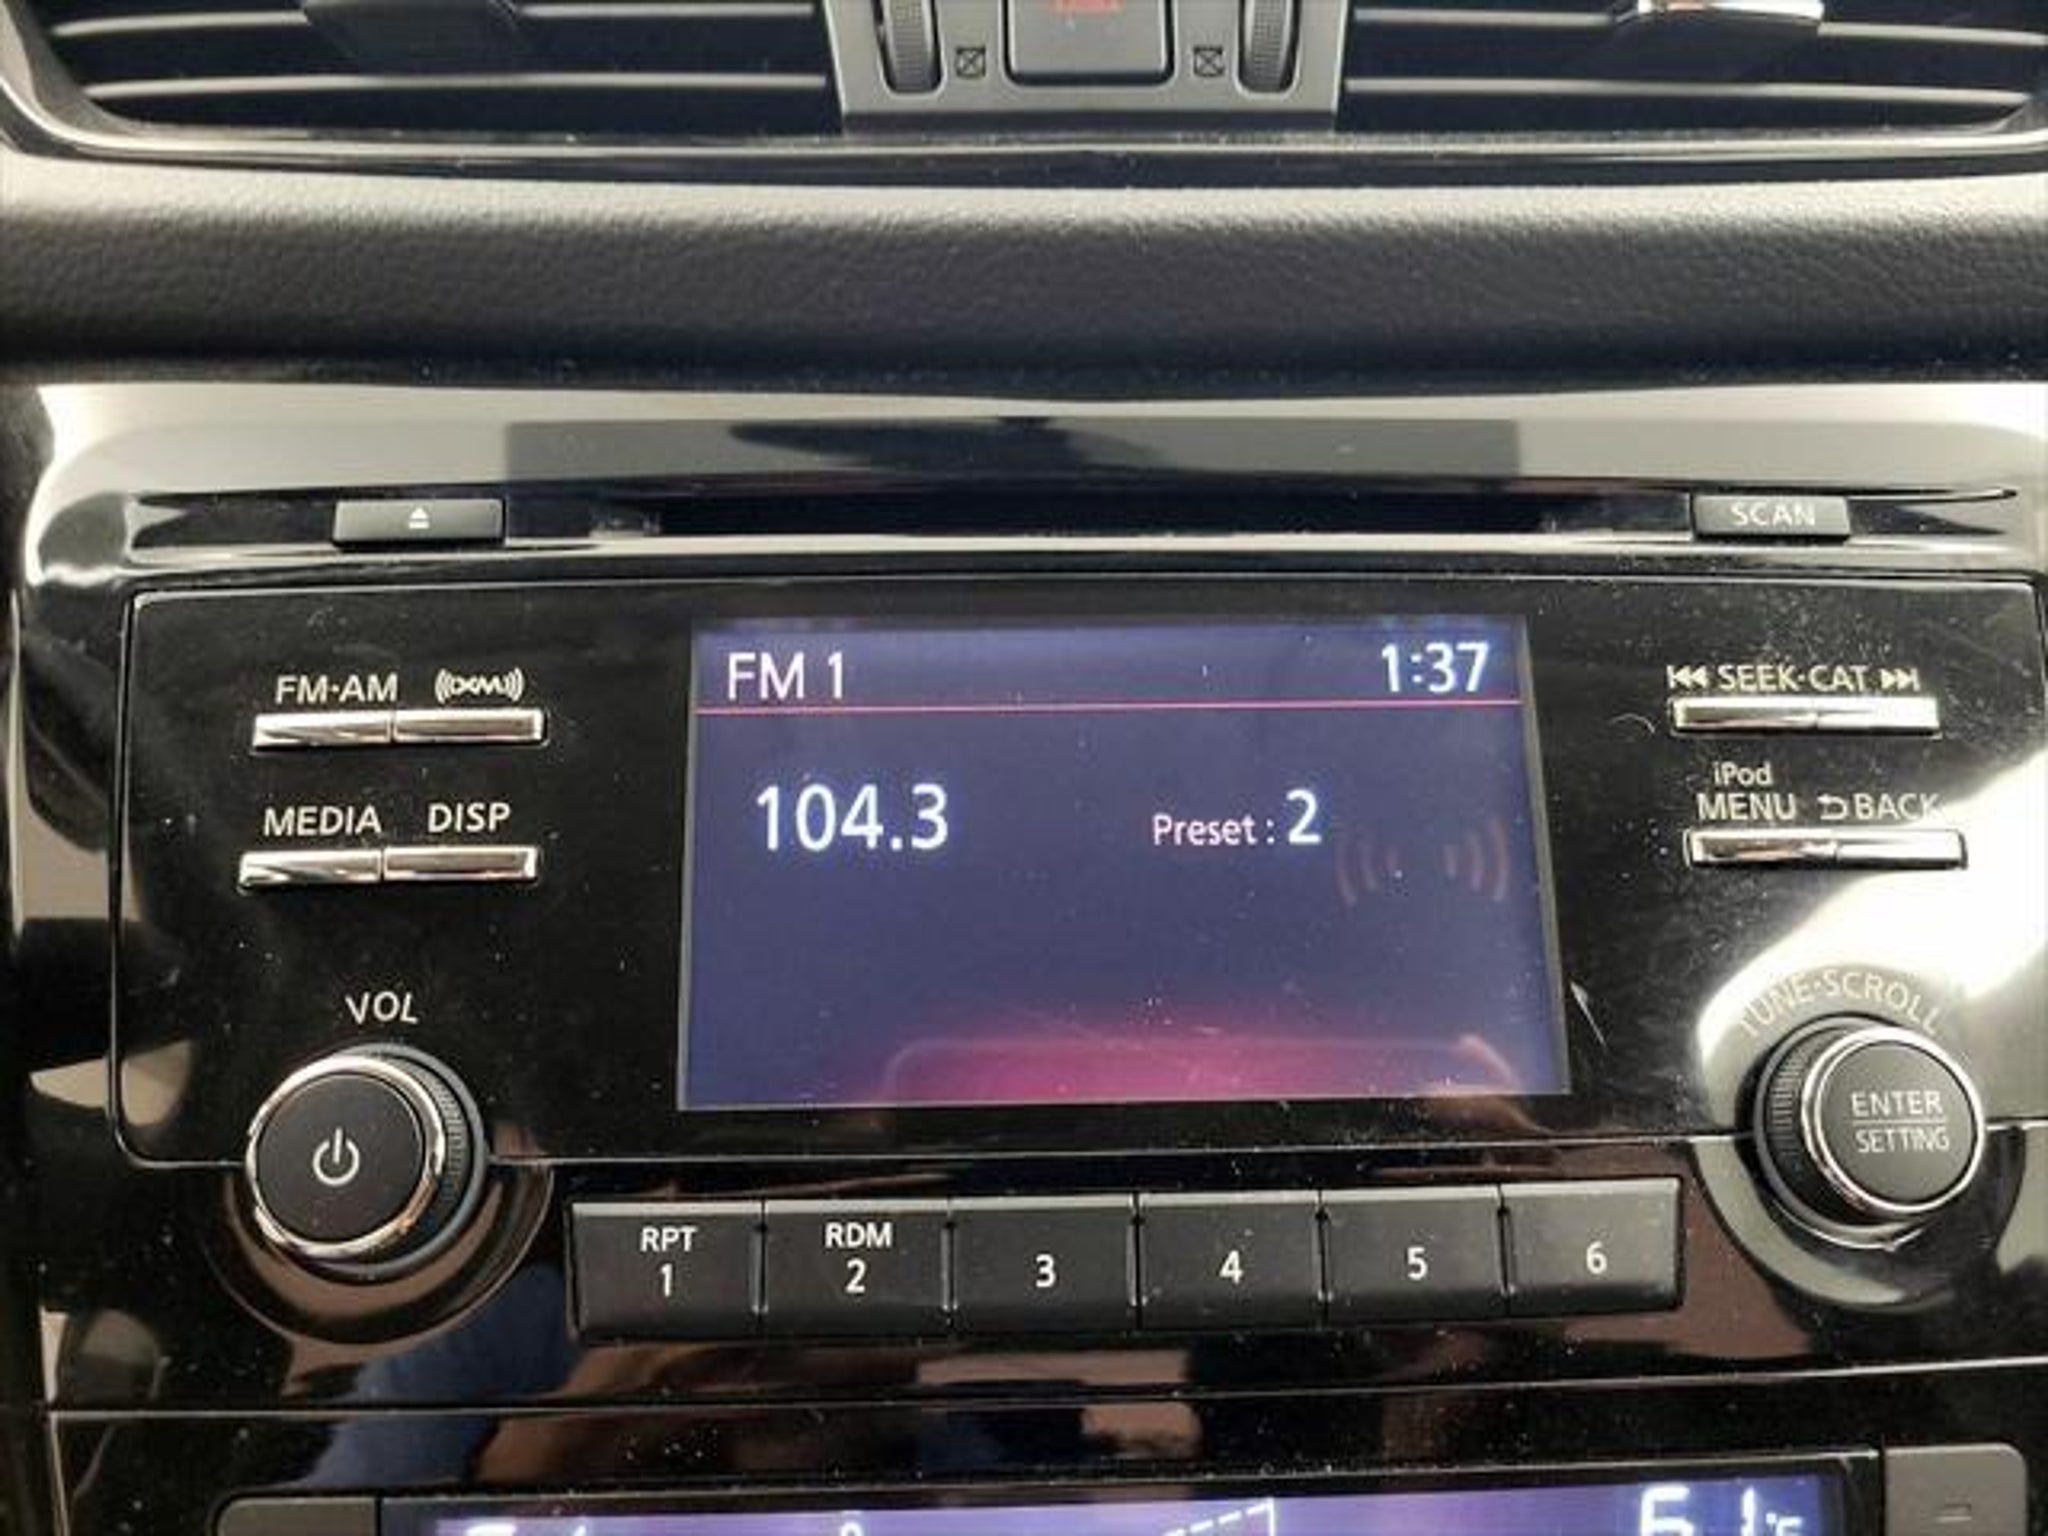 SCAN
FM·AM XM
FM 1 1:37
SEEK·CAT
MEDIA DISP
104.3 Preset: 2
iPod
MENU BACK
VOL
TUNE·SCROLL
ENTER
SETTING
RPT
1
RDM
2
3
4
5
6